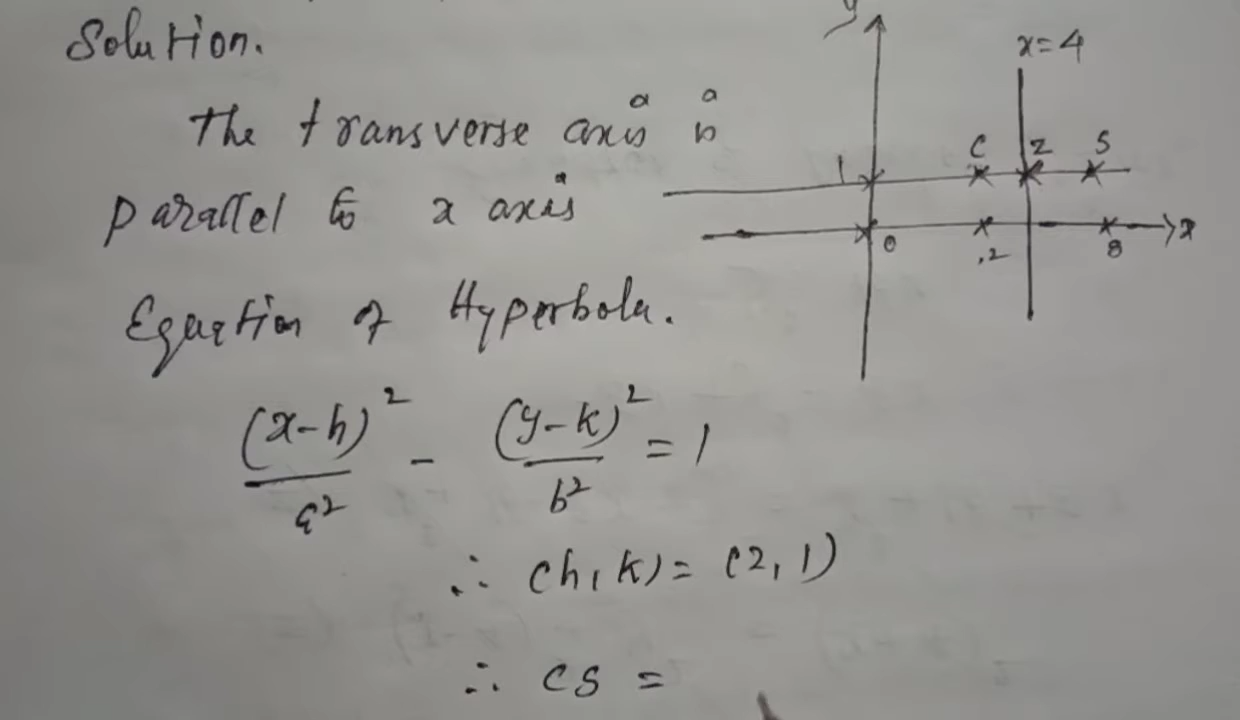 Solution.
y
x=4
The transverse axis is
C Z S
1
parallel to x axis
0 .2 8 x
Equation of Hyperbola.
(x-h)² / a² - (y-k)² / b² = 1
∴ (h, k) = (2, 1)
∴ CS =